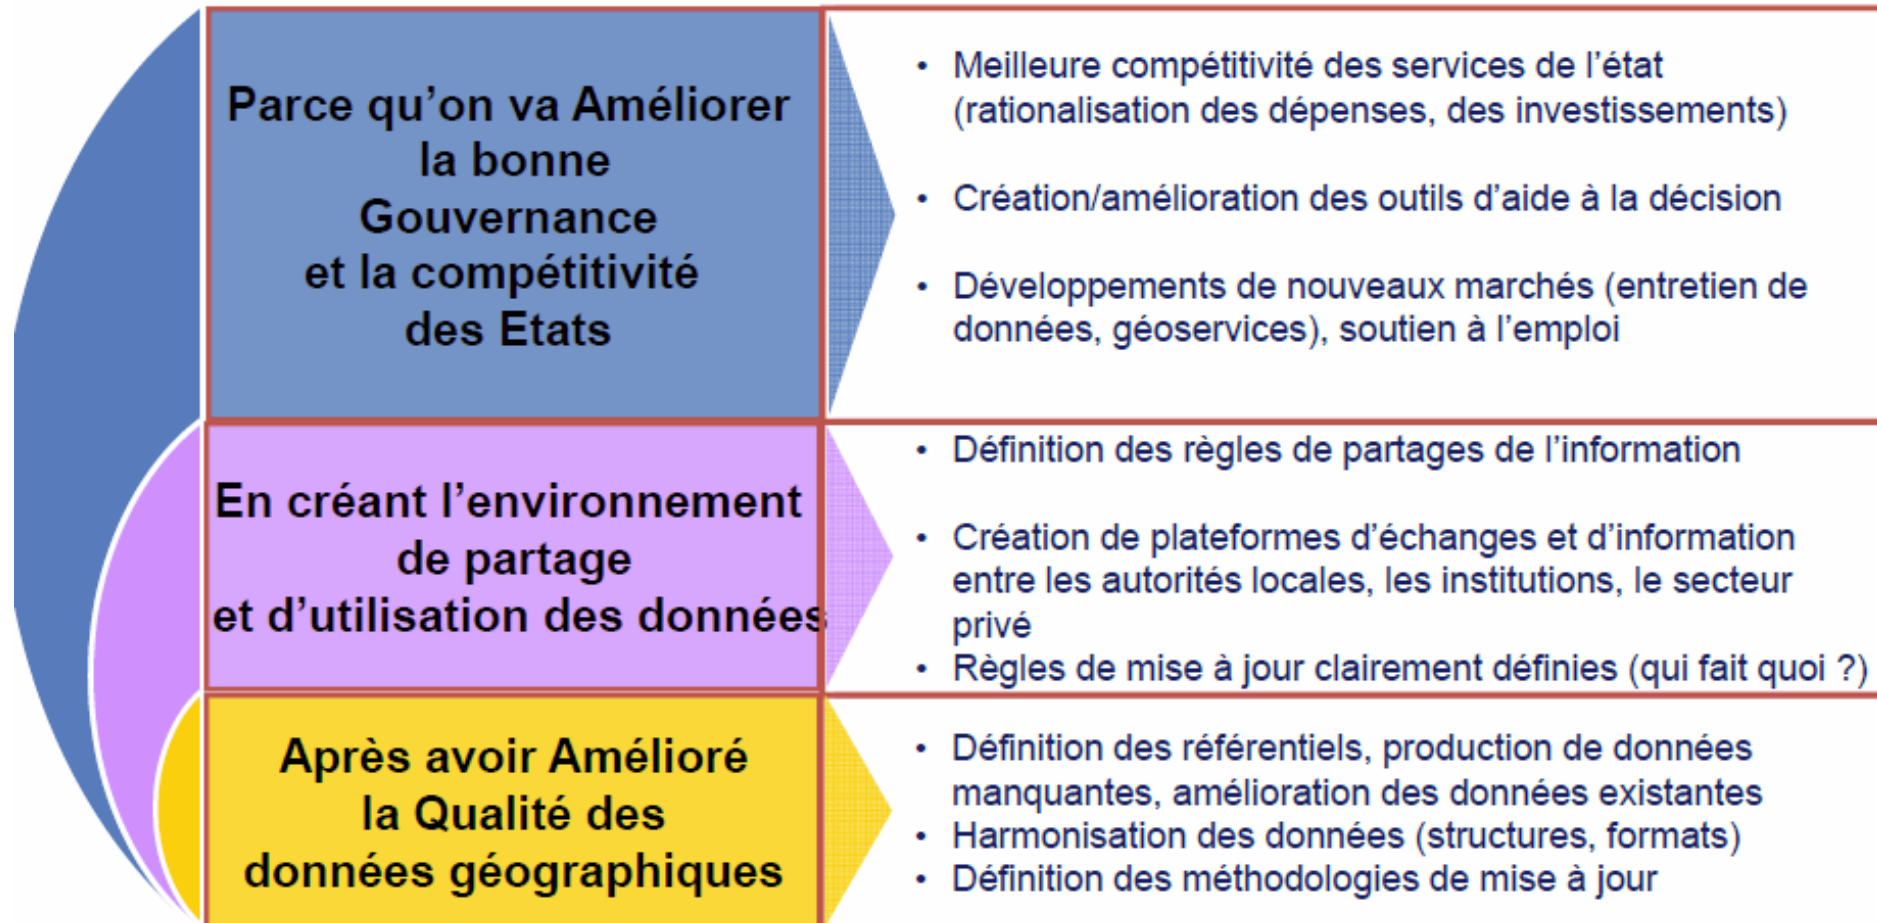 Parce qu’on va Améliorer
la bonne
Gouvernance
et la compétitivité
des Etats
• Meilleure compétitivité des services de l’état
(rationalisation des dépenses, des investissements)
• Création/amélioration des outils d’aide à la décision
• Développements de nouveaux marchés (entretien de
données, géoservices), soutien à l’emploi
En créant l’environnement
de partage
et d’utilisation des données
• Définition des règles de partages de l’information
• Création de plateformes d’échanges et d’information
entre les autorités locales, les institutions, le secteur
privé
• Règles de mise à jour clairement définies (qui fait quoi ?)
Après avoir Amélioré
la Qualité des
données géographiques
• Définition des référentiels, production de données
manquantes, amélioration des données existantes
• Harmonisation des données (structures, formats)
• Définition des méthodologies de mise à jour